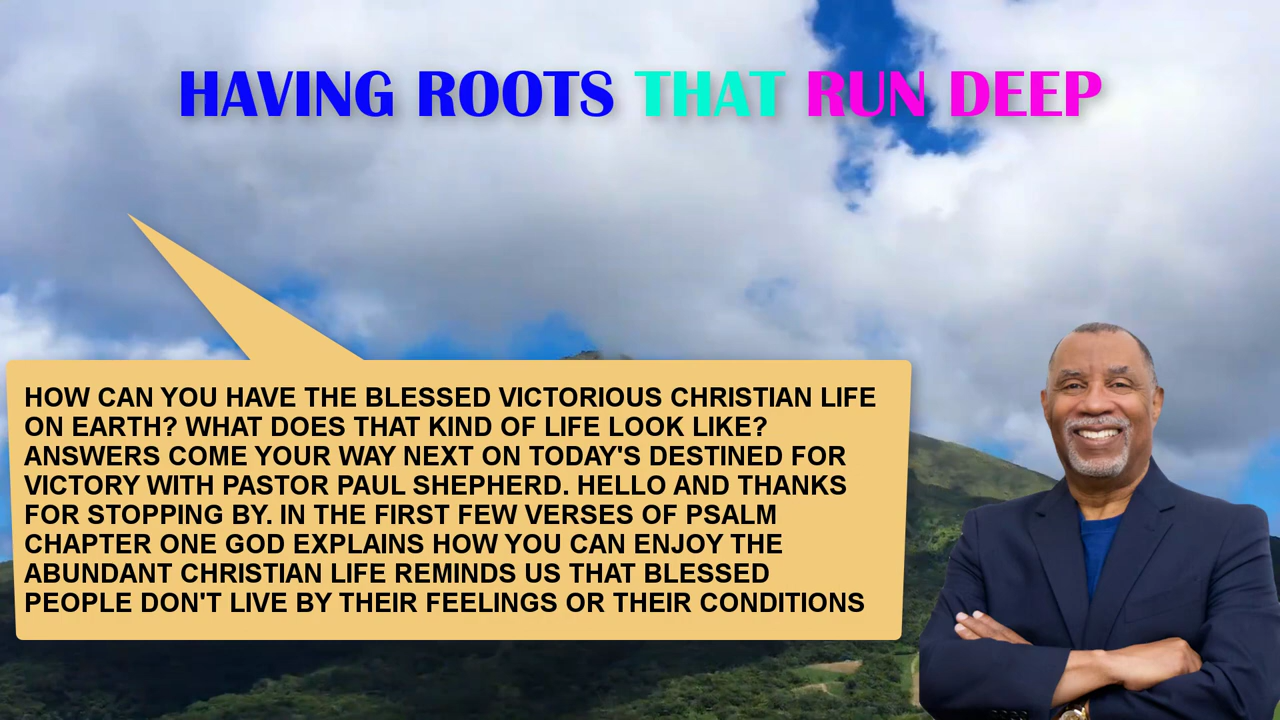 HAVING ROOTS THAT RUN DEEP
HOW CAN YOU HAVE THE BLESSED VICTORIOUS CHRISTIAN LIFE
ON EARTH? WHAT DOES THAT KIND OF LIFE LOOK LIKE?
ANSWERS COME YOUR WAY NEXT ON TODAY'S DESTINED FOR
VICTORY WITH PASTOR PAUL SHEPHERD. HELLO AND THANKS
FOR STOPPING BY. IN THE FIRST FEW VERSES OF PSALM
CHAPTER ONE GOD EXPLAINS HOW YOU CAN ENJOY THE
ABUNDANT CHRISTIAN LIFE REMINDS US THAT BLESSED
PEOPLE DON'T LIVE BY THEIR FEELINGS OR THEIR CONDITIONS